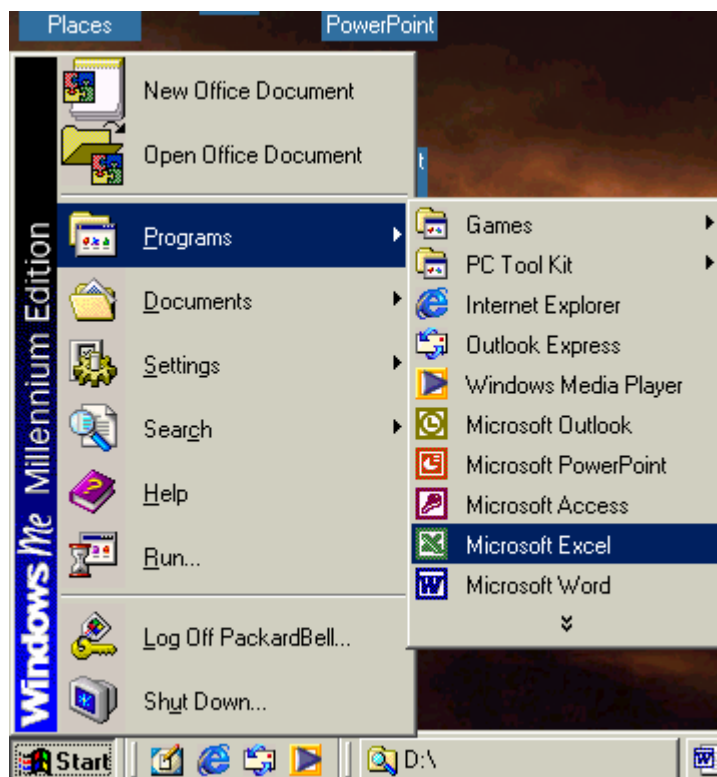 Places
PowerPoint
New Office Document
Open Office Document
t
Programs
Documents
Settings
Search
Help
Run...
Log Off PackardBell...
Shut Down...
Windows Me Millennium Edition
Games
PC Tool Kit
Internet Explorer
Outlook Express
Windows Media Player
Microsoft Outlook
Microsoft PowerPoint
Microsoft Access
Microsoft Excel
Microsoft Word
Start
D:\